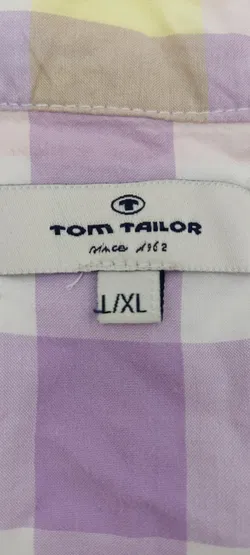 T
TOM TAILOR
since 1962
L/XL